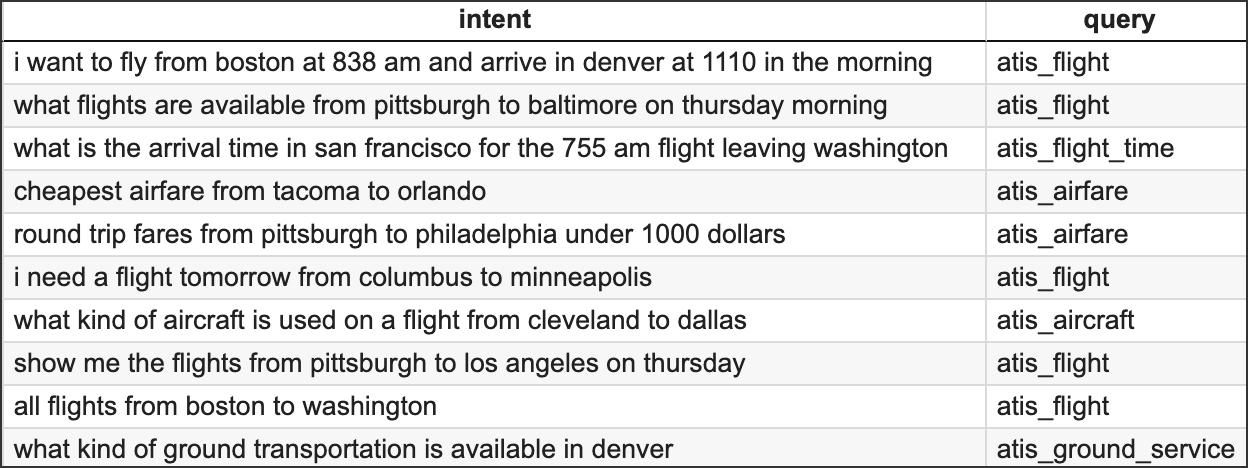 intent query
i want to fly from boston at 838 am and arrive in denver at 1110 in the morning atis_flight
what flights are available from pittsburgh to baltimore on thursday morning atis_flight
what is the arrival time in san francisco for the 755 am flight leaving washington atis_flight_time
cheapest airfare from tacoma to orlando atis_airfare
round trip fares from pittsburgh to philadelphia under 1000 dollars atis_airfare
i need a flight tomorrow from columbus to minneapolis atis_flight
what kind of aircraft is used on a flight from cleveland to dallas atis_aircraft
show me the flights from pittsburgh to los angeles on thursday atis_flight
all flights from boston to washington atis_flight
what kind of ground transportation is available in denver atis_ground_service